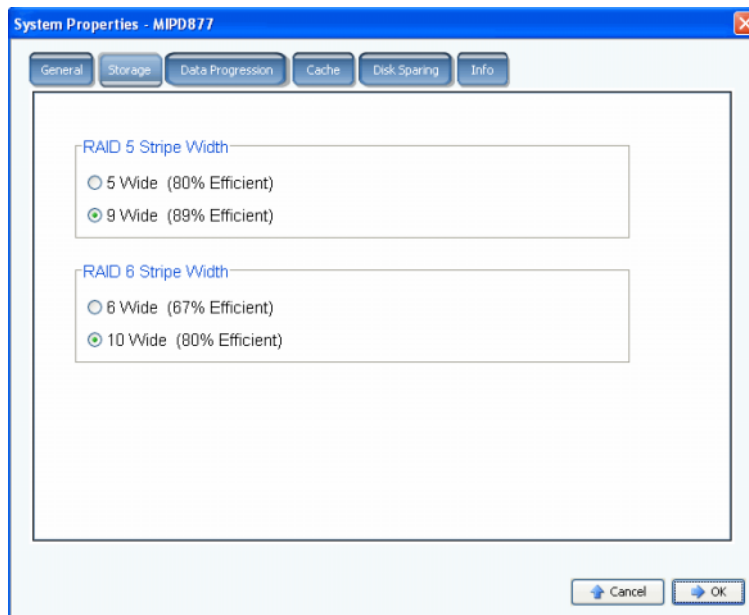 System Properties - MIPD877
General Storage Data Progression Cache Disk Sparing Info
RAID 5 Stripe Width
5 Wide (80% Efficient)
9 Wide (89% Efficient)
RAID 6 Stripe Width
6 Wide (67% Efficient)
10 Wide (80% Efficient)
Cancel OK